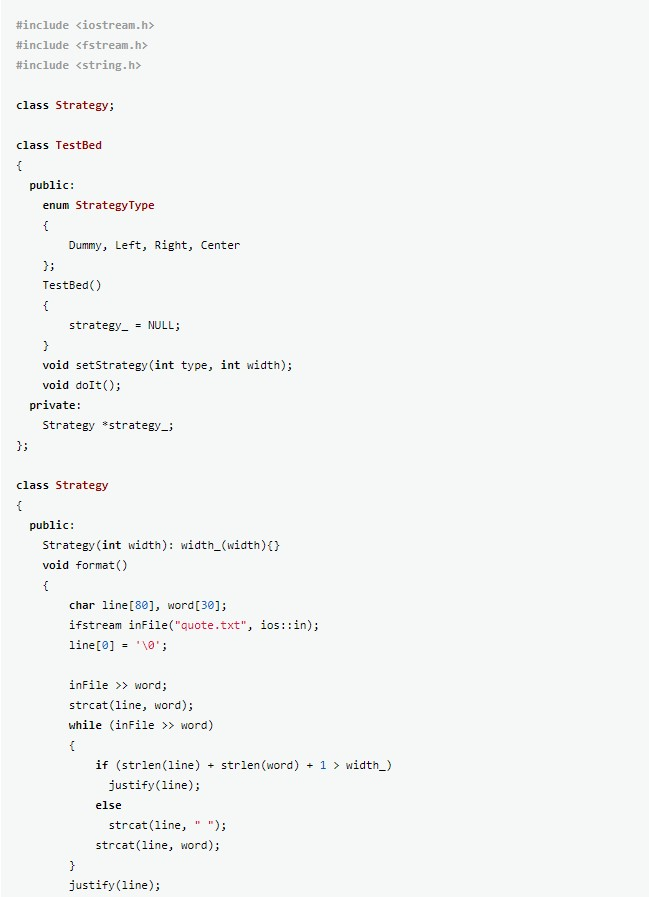 #include <iostream.h>
#include <fstream.h>
#include <string.h>

class Strategy;

class TestBed
{
  public:
    enum StrategyType
    {
        Dummy, Left, Right, Center
    };
    TestBed()
    {
        strategy_ = NULL;
    }
    void setStrategy(int type, int width);
    void doIt();
  private:
    Strategy *strategy_;
};

class Strategy
{
  public:
    Strategy(int width): width_(width){}
    void format()
    {
        char line[80], word[30];
        ifstream inFile("quote.txt", ios::in);
        line[0] = '\0';

        inFile >> word;
        strcat(line, word);
        while (inFile >> word)
        {
            if (strlen(line) + strlen(word) + 1 > width_)
              justify(line);
            else
              strcat(line, " ");
            strcat(line, word);
        }
        justify(line);